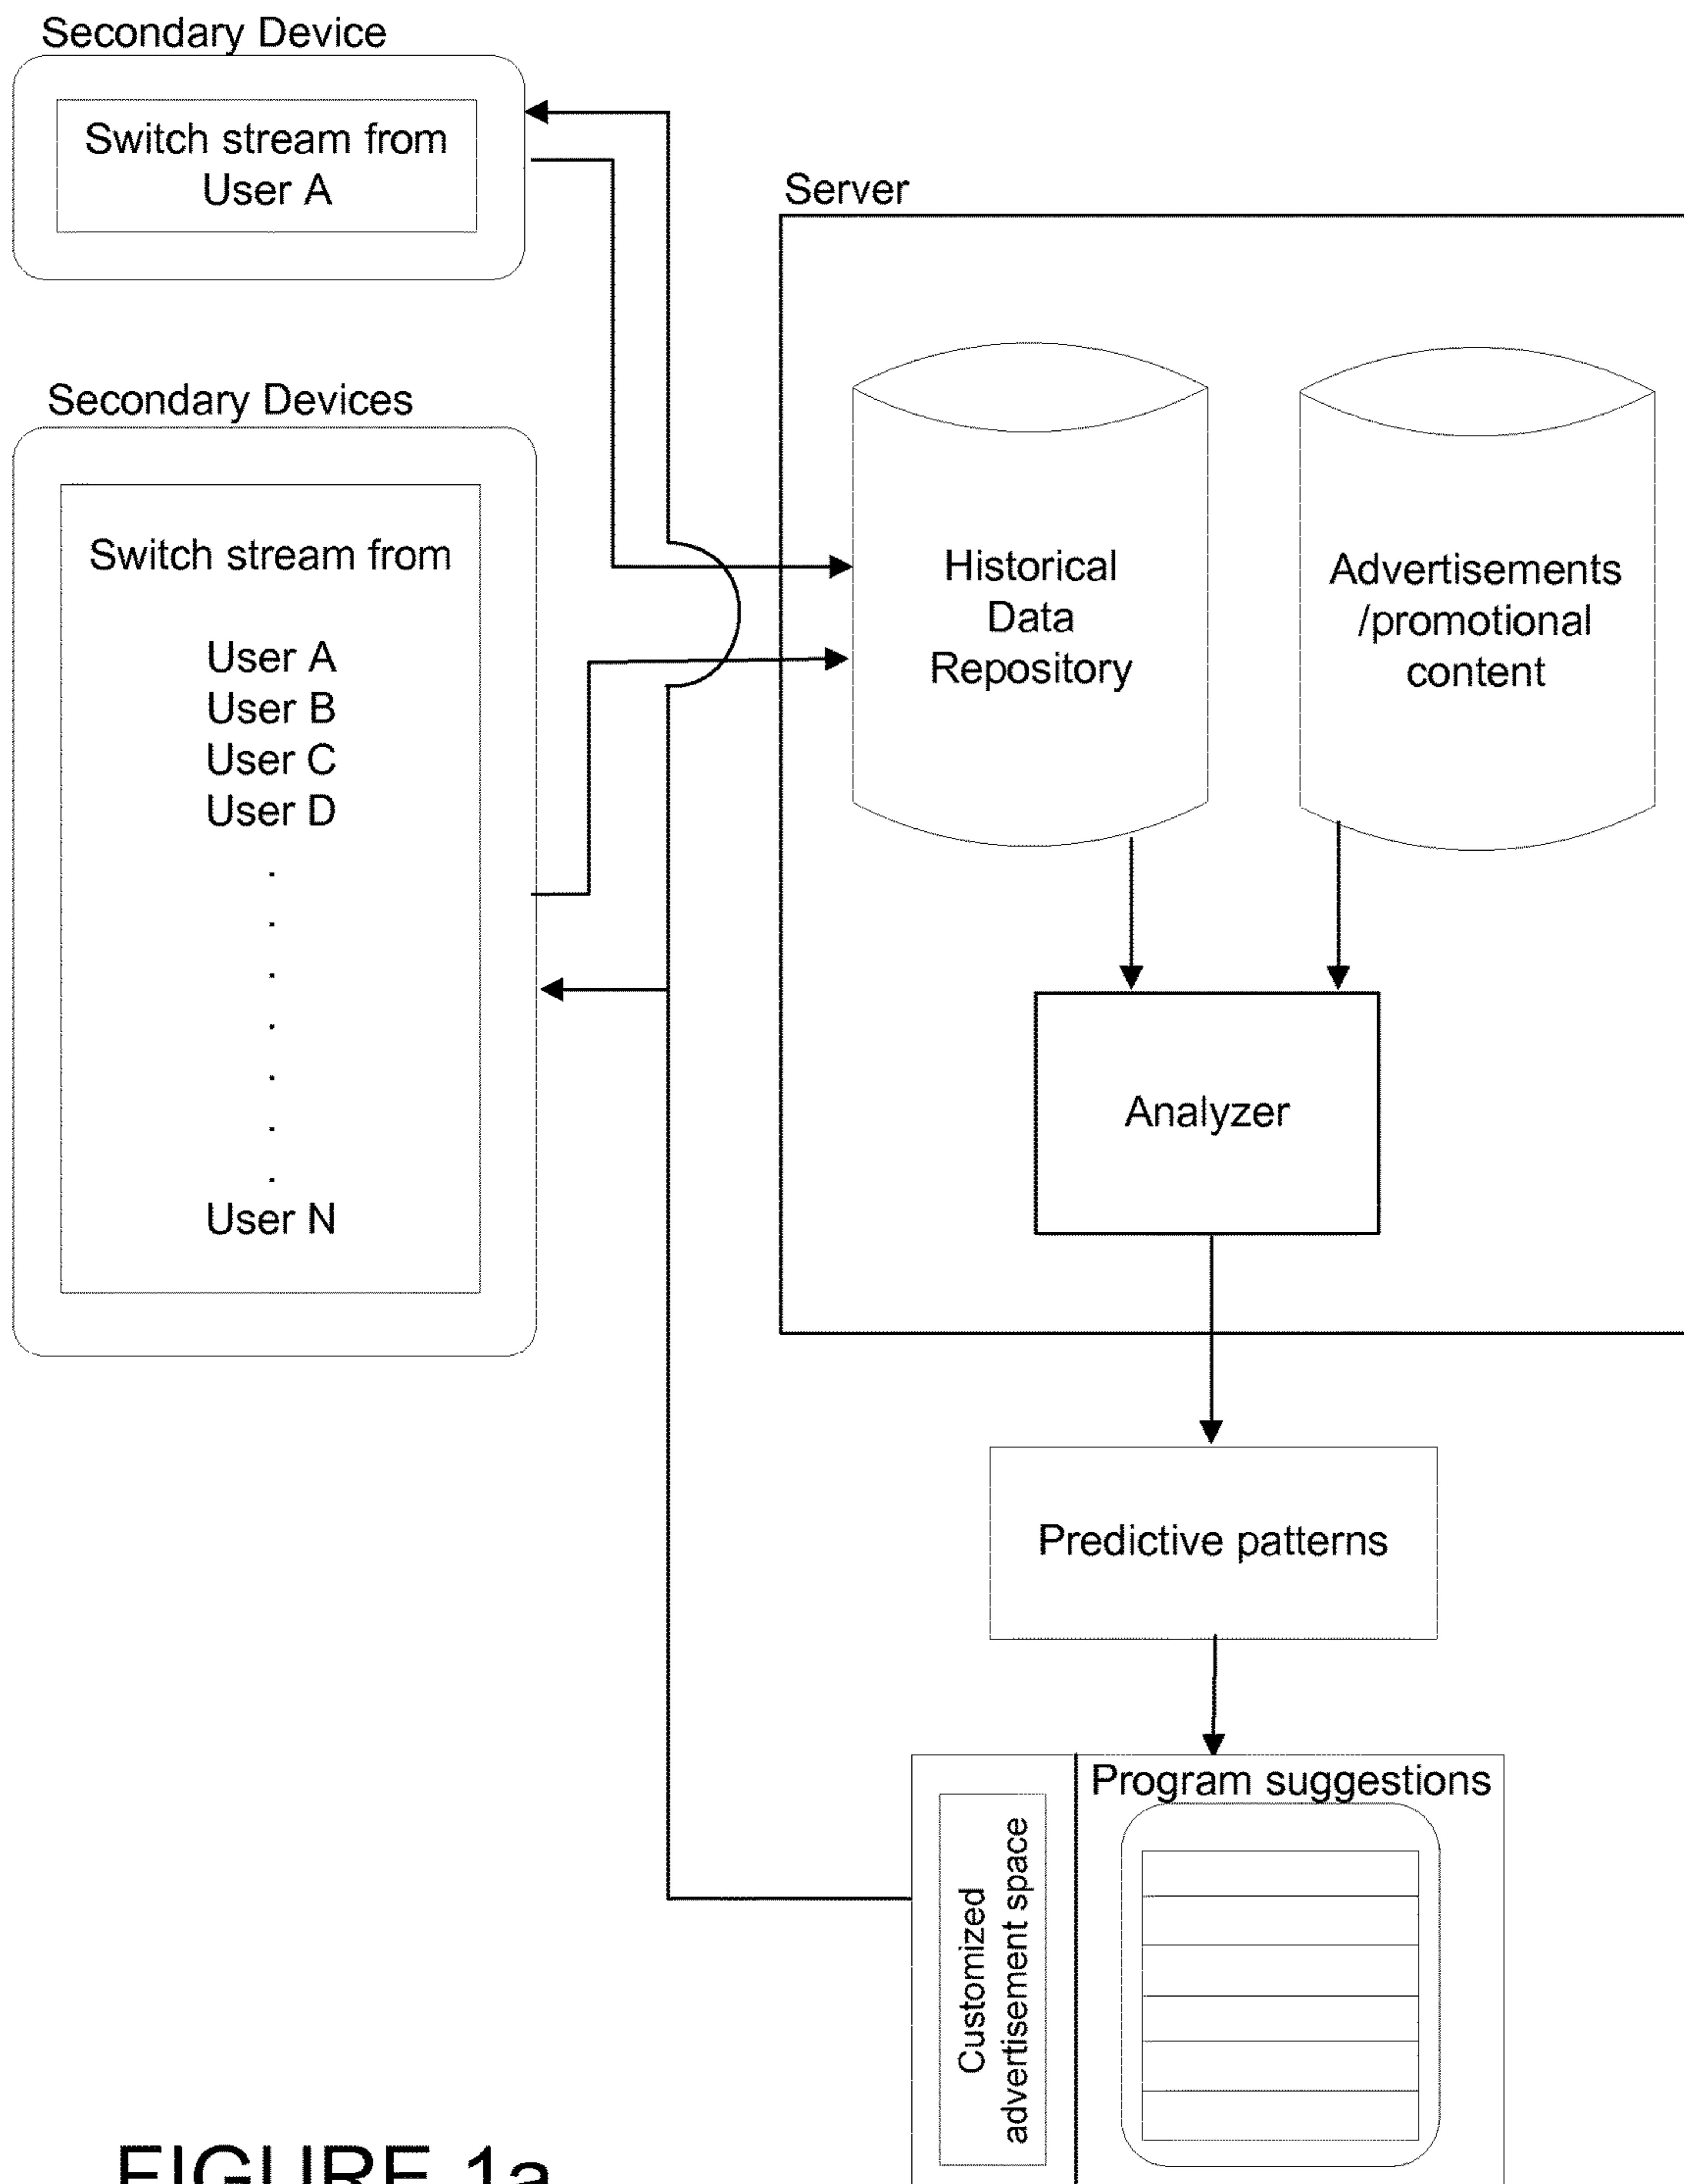 Secondary Device
Switch stream from
User A
Server
Secondary Devices
Switch stream from
User A
User B
User C
User D
.
.
.
.
.
.
.
User N
Historical
Data
Repository
Advertisements
/promotional
content
Analyzer
Predictive patterns
Program suggestions
Customized
advertisement space
FIGURE 1a